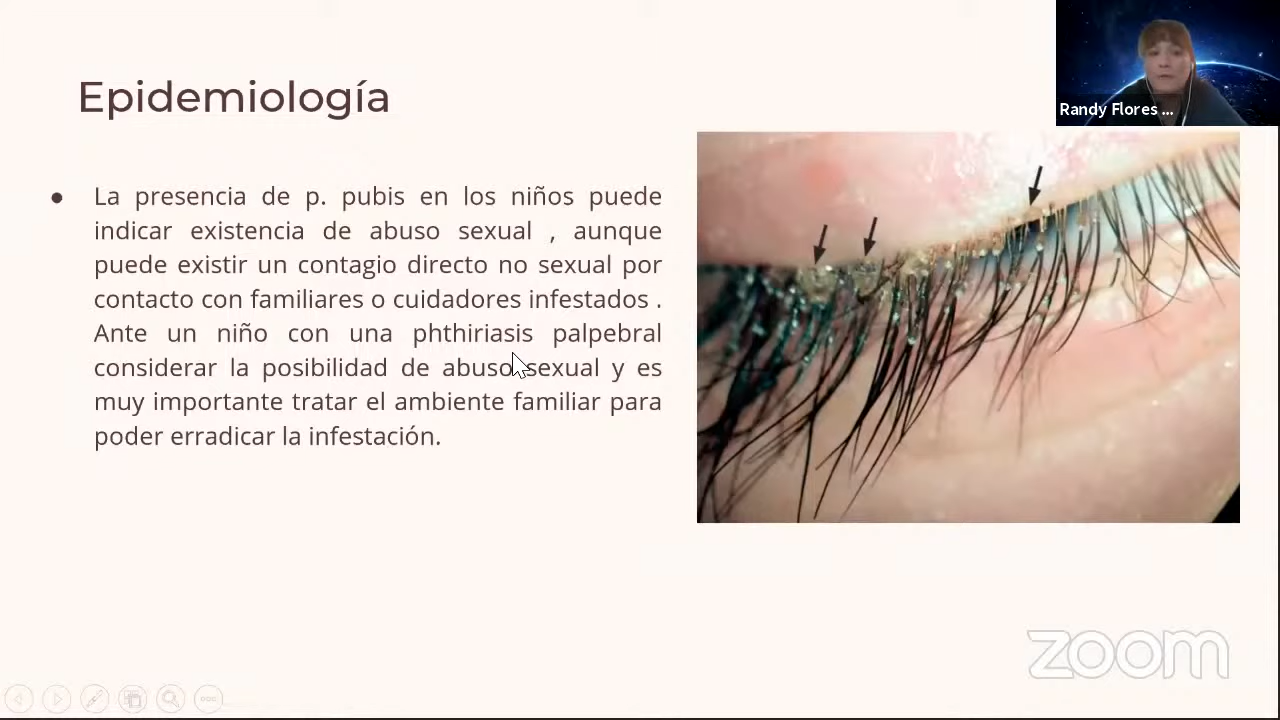 Epidemiología
Randy Flores ...
● La presencia de p. pubis en los niños puede
indicar existencia de abuso sexual , aunque
puede existir un contagio directo no sexual por
contacto con familiares o cuidadores infestados .
Ante un niño con una phthiriasis palpebral
considerar la posibilidad de abuso sexual y es
muy importante tratar el ambiente familiar para
poder erradicar la infestación.
zoom